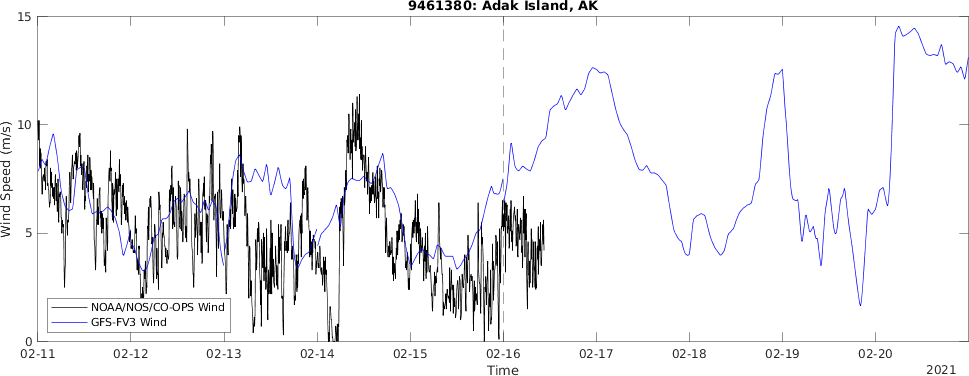 9461380: Adak Island, AK
15
10
5
0
Wind Speed (m/s)
NOAA/NOS/CO-OPS Wind
GFS-FV3 Wind
02-11 02-12 02-13 02-14 02-15 02-16 02-17 02-18 02-19 02-20
Time
2021